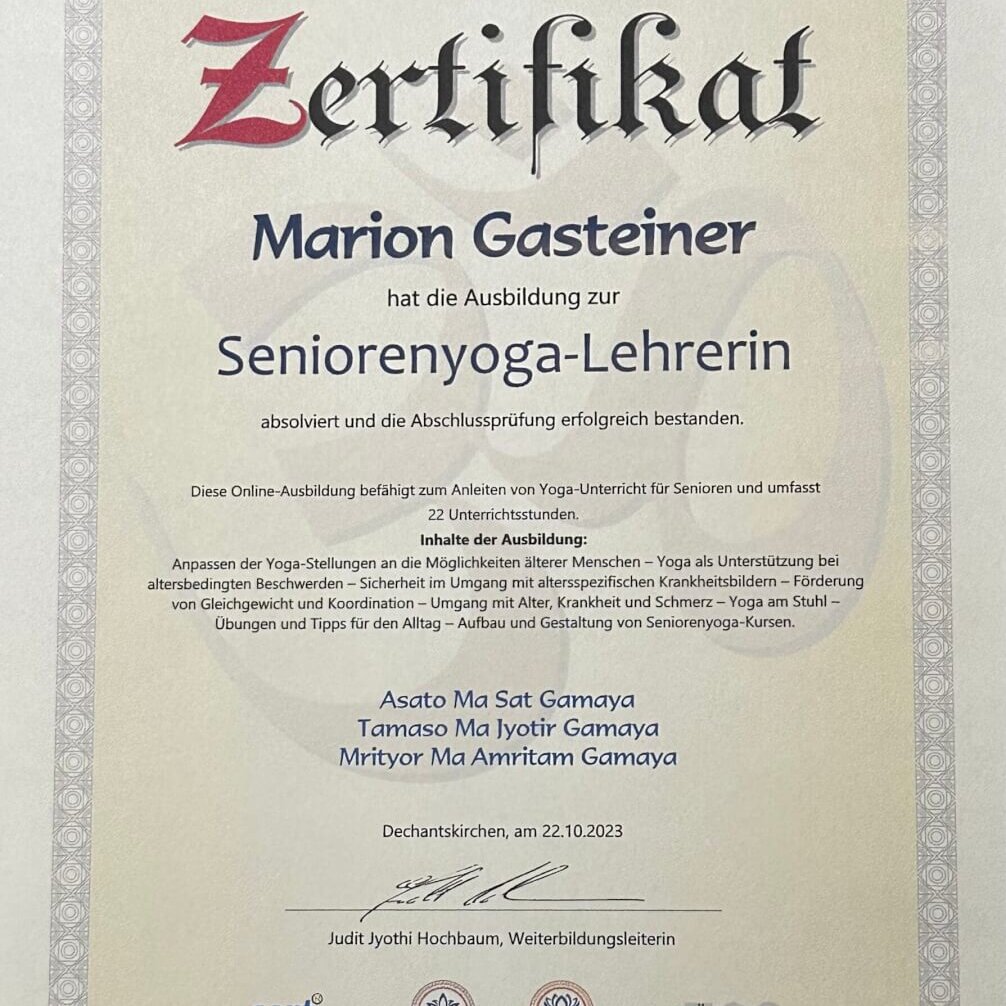 Zertifikat
Marion Gasteiner
hat die Ausbildung zur
Seniorenyoga-Lehrerin
absolviert und die Abschlussprüfung erfolgreich bestanden.
Diese Online-Ausbildung befähigt zum Anleiten von Yoga-Unterricht für Senioren und umfasst
22 Unterrichtsstunden.
Inhalte der Ausbildung:
Anpassen der Yoga-Stellungen an die Möglichkeiten älterer Menschen – Yoga als Unterstützung bei
altersbedingten Beschwerden – Sicherheit im Umgang mit altersspezifischen Krankheitsbildern – Förderung
von Gleichgewicht und Koordination – Umgang mit Alter, Krankheit und Schmerz – Yoga am Stuhl –
Übungen und Tipps für den Alltag – Aufbau und Gestaltung von Seniorenyoga-Kursen.
Asato Ma Sat Gamaya
Tamaso Ma Jyotir Gamaya
Mrityor Ma Amritam Gamaya
Dechantskirchen, am 22.10.2023
Judit Jyothi Hochbaum, Weiterbildungsleiterin